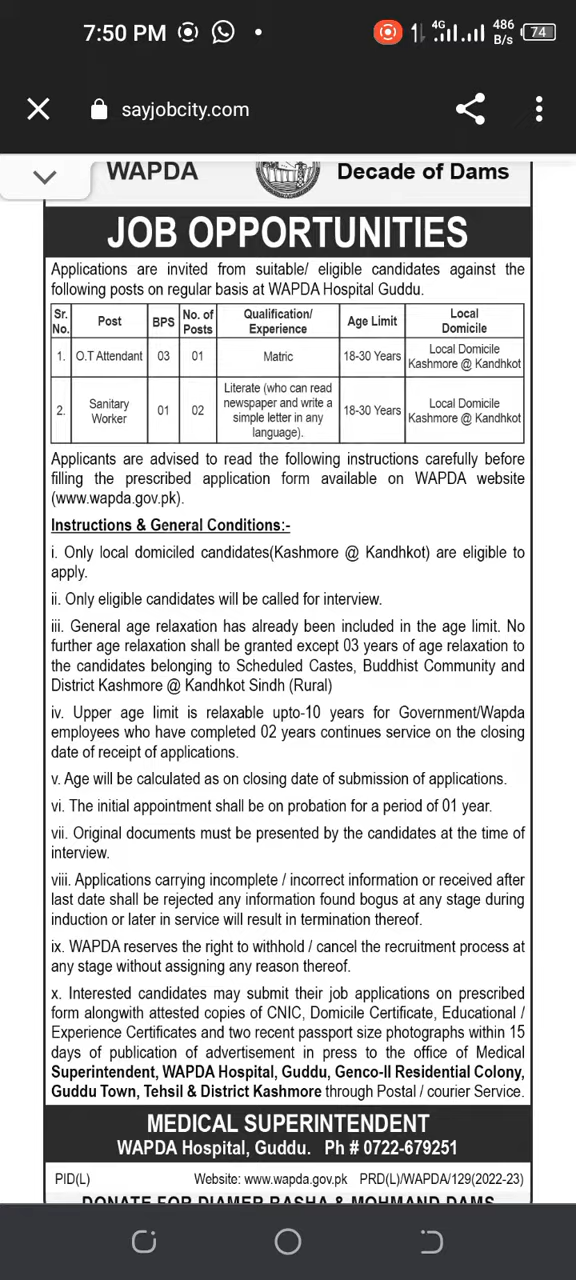 7:50 PM
4G
486 B/s
74
sayjobcity.com
WAPDA Decade of Dams
JOB OPPORTUNITIES
Applications are invited from suitable/ eligible candidates against the
following posts on regular basis at WAPDA Hospital Guddu.
Sr. No. Post BPS No. of Posts Qualification/ Experience Age Limit Local Domicile
1. O.T Attendant 03 01 Matric 18-30 Years Local Domicile Kashmore @ Kandhkot
2. Sanitary Worker 01 02 Literate (who can read newspaper and write a simple letter in any language). 18-30 Years Local Domicile Kashmore @ Kandhkot
Applicants are advised to read the following instructions carefully before
filling the prescribed application form available on WAPDA website
(www.wapda.gov.pk).
Instructions & General Conditions:-
i. Only local domiciled candidates(Kashmore @ Kandhkot) are eligible to
apply.
ii. Only eligible candidates will be called for interview.
iii. General age relaxation has already been included in the age limit. No
further age relaxation shall be granted except 03 years of age relaxation to
the candidates belonging to Scheduled Castes, Buddhist Community and
District Kashmore @ Kandhkot Sindh (Rural)
iv. Upper age limit is relaxable upto-10 years for Government/Wapda
employees who have completed 02 years continues service on the closing
date of receipt of applications.
v. Age will be calculated as on closing date of submission of applications.
vi. The initial appointment shall be on probation for a period of 01 year.
vii. Original documents must be presented by the candidates at the time of
interview.
viii. Applications carrying incomplete / incorrect information or received after
last date shall be rejected any information found bogus at any stage during
induction or later in service will result in termination thereof.
ix. WAPDA reserves the right to withhold / cancel the recruitment process at
any stage without assigning any reason thereof.
x. Interested candidates may submit their job applications on prescribed
form alongwith attested copies of CNIC, Domicile Certificate, Educational /
Experience Certificates and two recent passport size photographs within 15
days of publication of advertisement in press to the office of Medical
Superintendent, WAPDA Hospital, Guddu, Genco-II Residential Colony,
Guddu Town, Tehsil & District Kashmore through Postal / courier Service.
MEDICAL SUPERINTENDENT
WAPDA Hospital, Guddu. Ph # 0722-679251
PID(L) Website: www.wapda.gov.pk PRD(L)/WAPDA/129(2022-23)
DONATE FOR DIAMER BASHA & MOHMAND DAMS